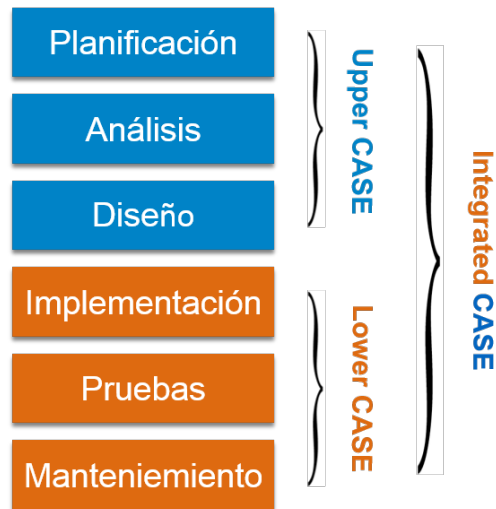 Planificación
Análisis
Diseño
Implementación
Pruebas
Manteniemiento
Upper CASE
Lower CASE
Integrated CASE